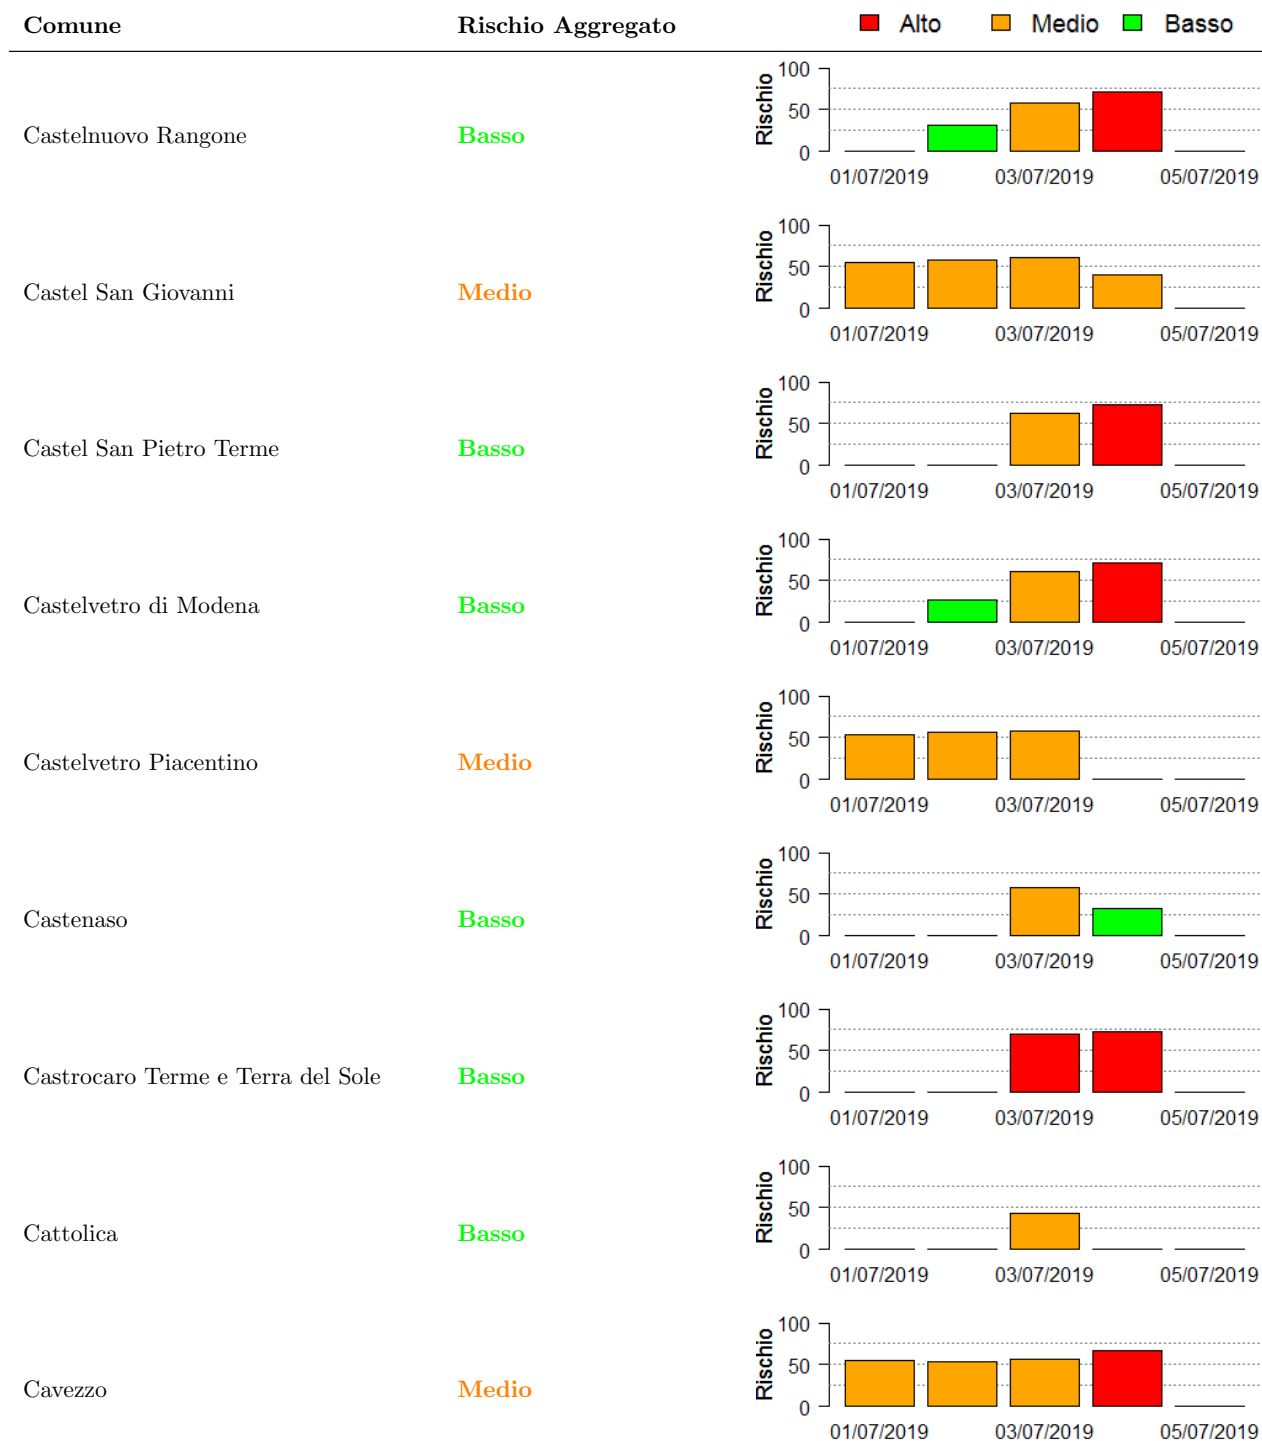 Comune Rischio Aggregato Alto Medio Basso
100
50
0
Rischio
Castelnuovo Rangone Basso
01/07/2019 03/07/2019 05/07/2019
100
50
0
Rischio
Castel San Giovanni Medio
01/07/2019 03/07/2019 05/07/2019
100
50
0
Rischio
Castel San Pietro Terme Basso
01/07/2019 03/07/2019 05/07/2019
100
50
0
Rischio
Castelvetro di Modena Basso
01/07/2019 03/07/2019 05/07/2019
100
50
0
Rischio
Castelvetro Piacentino Medio
01/07/2019 03/07/2019 05/07/2019
100
50
0
Rischio
Castenaso Basso
01/07/2019 03/07/2019 05/07/2019
100
50
0
Rischio
Castrocaro Terme e Terra del Sole Basso
01/07/2019 03/07/2019 05/07/2019
100
50
0
Rischio
Cattolica Basso
01/07/2019 03/07/2019 05/07/2019
100
50
0
Rischio
Cavezzo Medio
01/07/2019 03/07/2019 05/07/2019